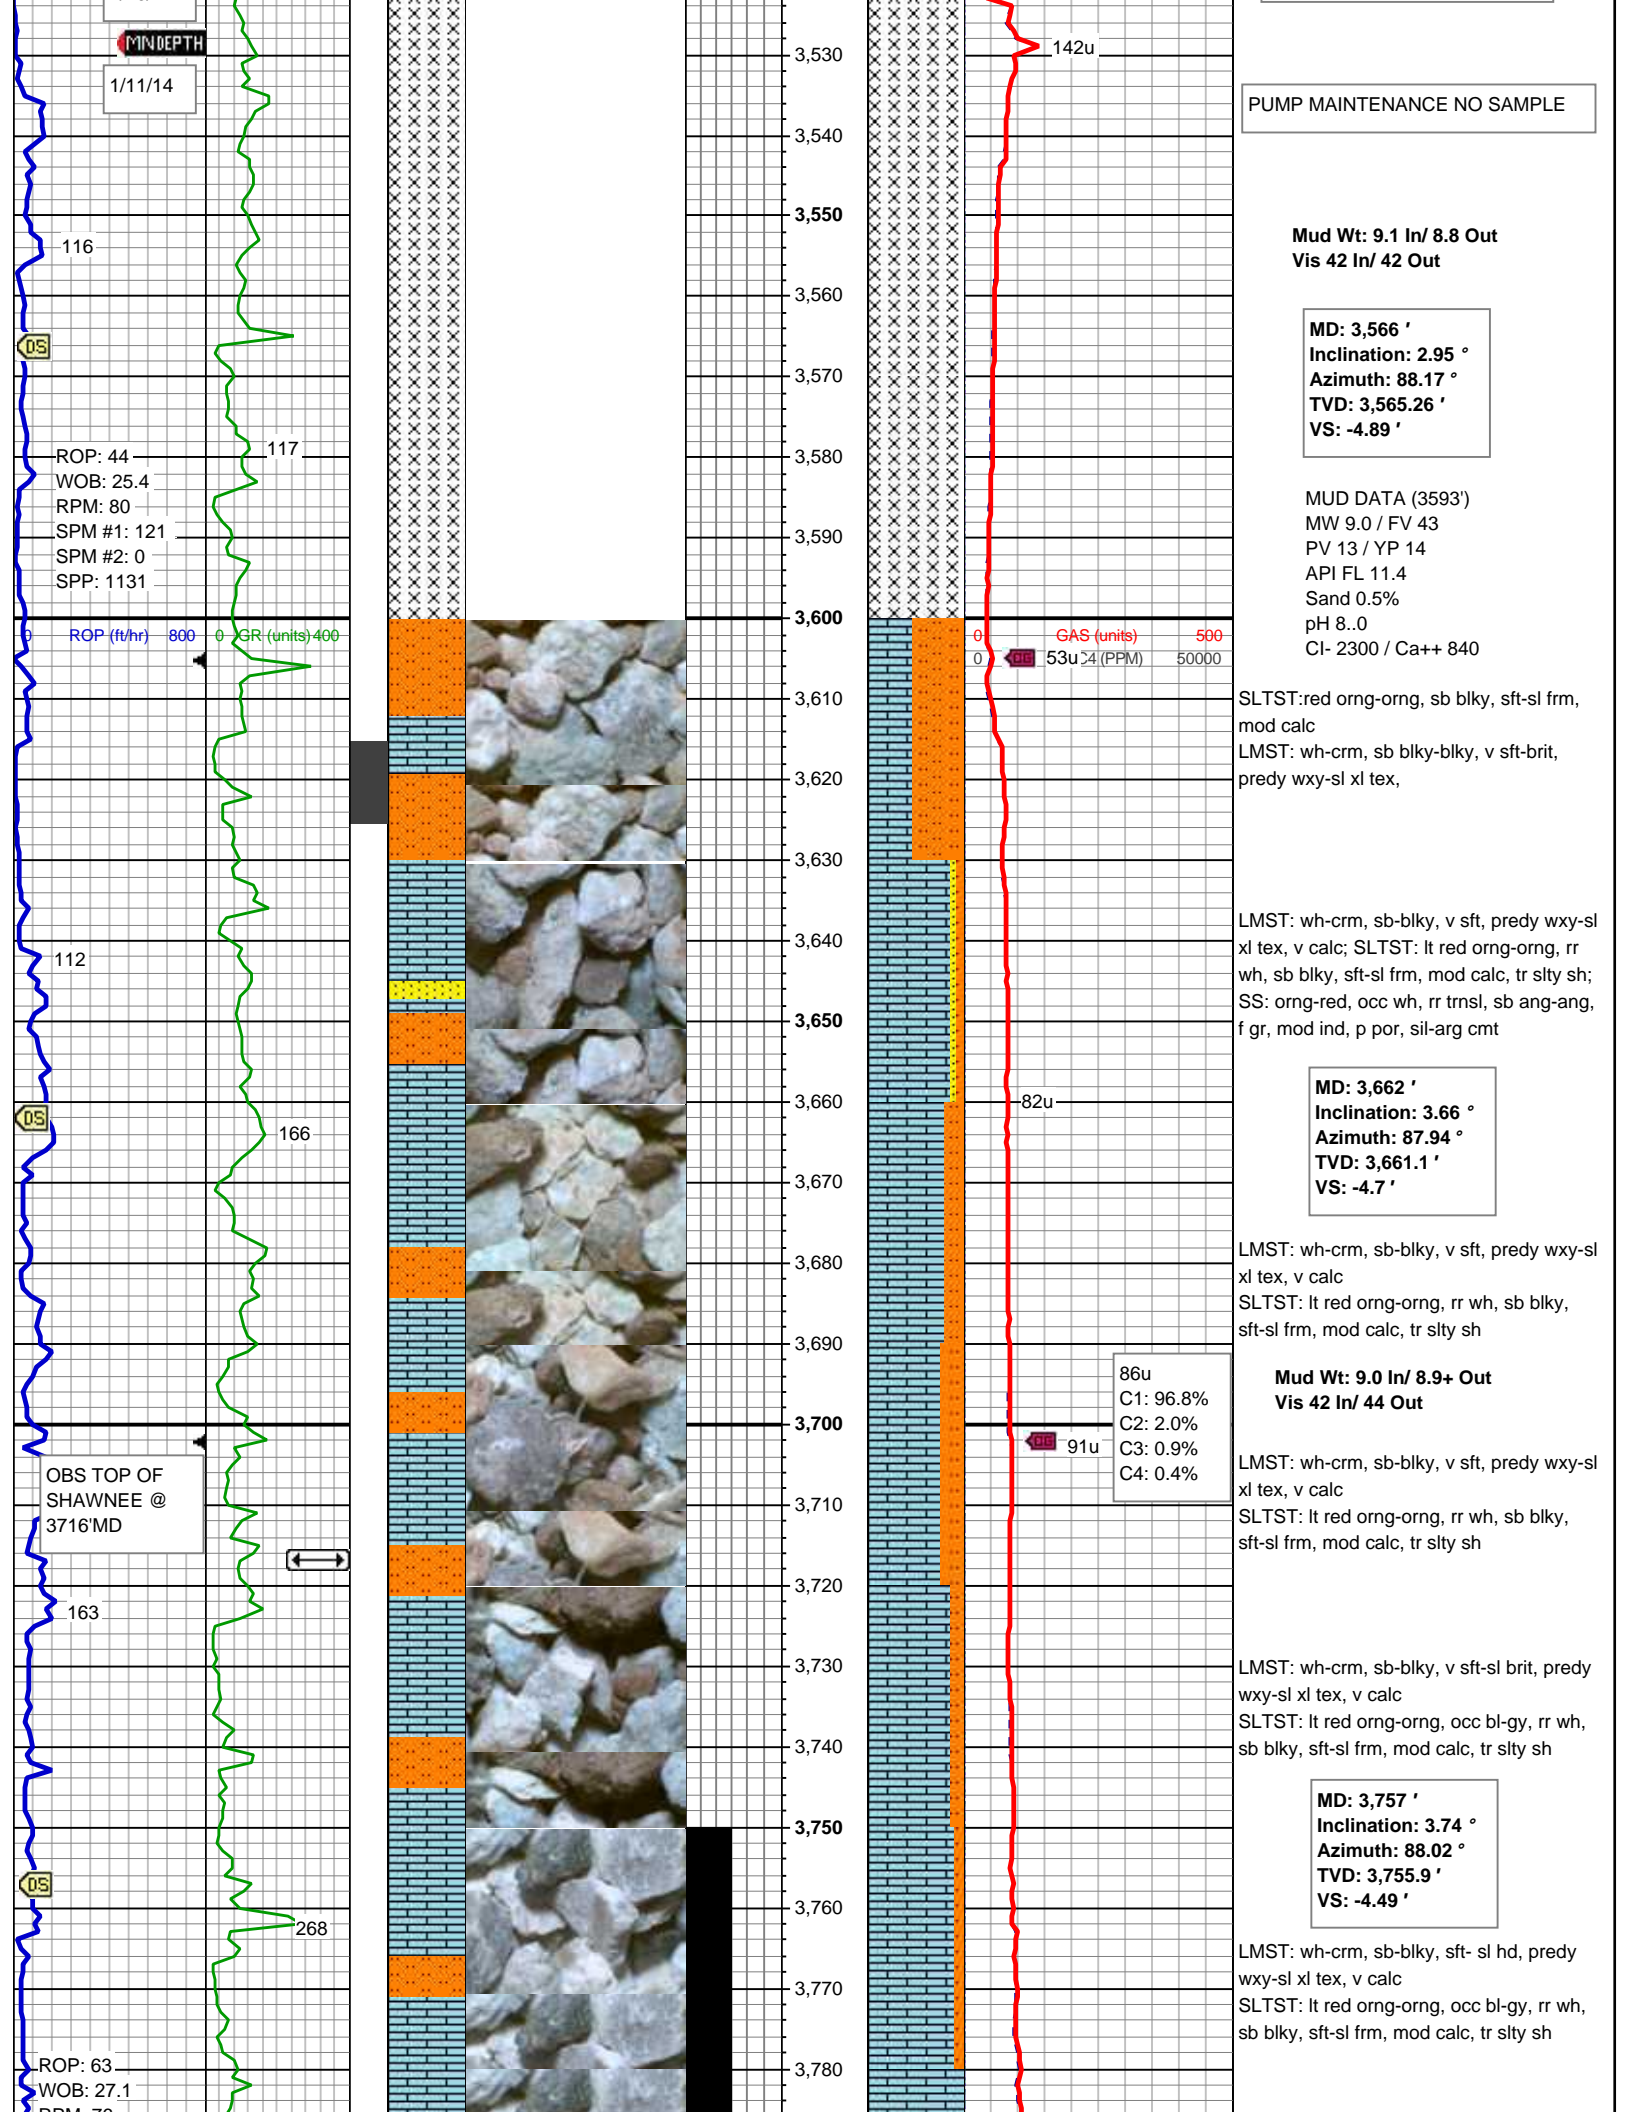 MNDEPTH
1/11/14
116
DS
117
ROP: 44
WOB: 25.4
RPM: 80
SPM #1: 121
SPM #2: 0
SPP: 1131
0 ROP (ft/hr) 800
0 GR (units) 400
112
DS
166
OBS TOP OF
SHAWNEE @
3716'MD
163
DS
268
ROP: 63
WOB: 27.1
3,530
3,540
3,550
3,560
3,570
3,580
3,590
3,600
3,610
3,620
3,630
3,640
3,650
3,660
3,670
3,680
3,690
3,700
3,710
3,720
3,730
3,740
3,750
3,760
3,770
3,780
142u
0 GAS (units) 500
0 DG 53u C4 (PPM) 50000
82u
86u
C1: 96.8%
C2: 2.0%
C3: 0.9%
C4: 0.4%
DG 91u
PUMP MAINTENANCE NO SAMPLE
Mud Wt: 9.1 In/ 8.8 Out
Vis 42 In/ 42 Out
MD: 3,566 '
Inclination: 2.95 °
Azimuth: 88.17 °
TVD: 3,565.26 '
VS: -4.89 '
MUD DATA (3593')
MW 9.0 / FV 43
PV 13 / YP 14
API FL 11.4
Sand 0.5%
pH 8..0
Cl- 2300 / Ca++ 840
SLTST:red orng-orng, sb blky, sft-sl frm,
mod calc
LMST: wh-crm, sb blky-blky, v sft-brit,
predy wxy-sl xl tex,
LMST: wh-crm, sb-blky, v sft, predy wxy-sl
xl tex, v calc; SLTST: lt red orng-orng, rr
wh, sb blky, sft-sl frm, mod calc, tr slty sh;
SS: orng-red, occ wh, rr trnsl, sb ang-ang,
f gr, mod ind, p por, sil-arg cmt
MD: 3,662 '
Inclination: 3.66 °
Azimuth: 87.94 °
TVD: 3,661.1 '
VS: -4.7 '
LMST: wh-crm, sb-blky, v sft, predy wxy-sl
xl tex, v calc
SLTST: lt red orng-orng, rr wh, sb blky,
sft-sl frm, mod calc, tr slty sh
Mud Wt: 9.0 In/ 8.9+ Out
Vis 42 In/ 44 Out
LMST: wh-crm, sb-blky, v sft, predy wxy-sl
xl tex, v calc
SLTST: lt red orng-orng, rr wh, sb blky,
sft-sl frm, mod calc, tr slty sh
LMST: wh-crm, sb-blky, v sft-sl brit, predy
wxy-sl xl tex, v calc
SLTST: lt red orng-orng, occ bl-gy, rr wh,
sb blky, sft-sl frm, mod calc, tr slty sh
MD: 3,757 '
Inclination: 3.74 °
Azimuth: 88.02 °
TVD: 3,755.9 '
VS: -4.49 '
LMST: wh-crm, sb-blky, sft- sl hd, predy
wxy-sl xl tex, v calc
SLTST: lt red orng-orng, occ bl-gy, rr wh,
sb blky, sft-sl frm, mod calc, tr slty sh